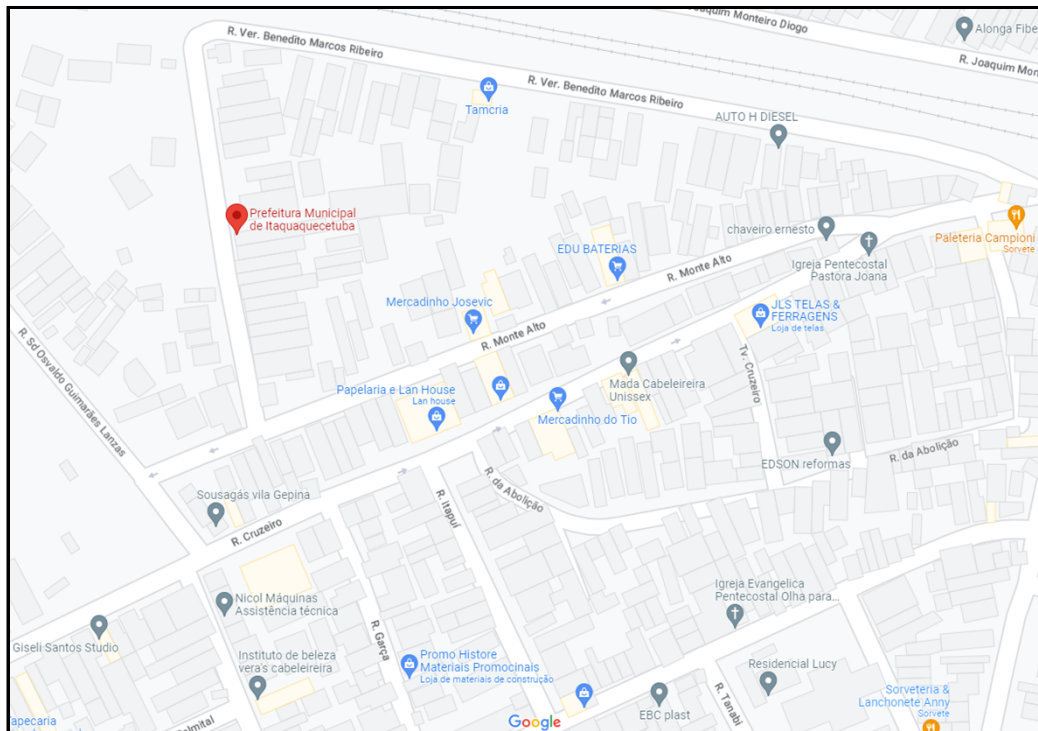 R. Ver. Benedito Marcos Ribeiro
Joaquim Monteiro Diogo
Alonga Fibe
R. Joaquim Mon
R. Ver. Benedito Marcos Ribeiro
Tamcria
AUTO H DIESEL
Prefeitura Municipal
de Itaquaquecetuba
chaveiro ernesto
Paleteria Campioni
Sorvete
EDU BATERIAS
R. Monte Alto
Igreja Pentecostal
Pastora Joana
Mercadinho Josevic
JLS TELAS &
FERRAGENS
Loja de telas
R. Monte Alto
R. Sd Osvaldo Guimarães Lanzas
Papelaria e Lan House
Lan house
Mada Cabeleireira
Unissex
Tv. Cruzeiro
Mercadinho do Tio
R. da Abolição
EDSON reformas
R. da Abolição
Sousagás vila Gepina
R. Itapuí
R. Cruzeiro
Nicol Máquinas
Assistência técnica
Igreja Evangelica
Pentecostal Olha para...
Giseli Santos Studio
R. Garça
Instituto de beleza
vera's cabeleireira
Promo Histore
Materiais Promocinais
Loja de materiais de construção
Residencial Lucy
R. Tanabi
Sorveteria &
Lanchonete Anny
Sorvete
EBC plast
Tapecaria
almital
Google